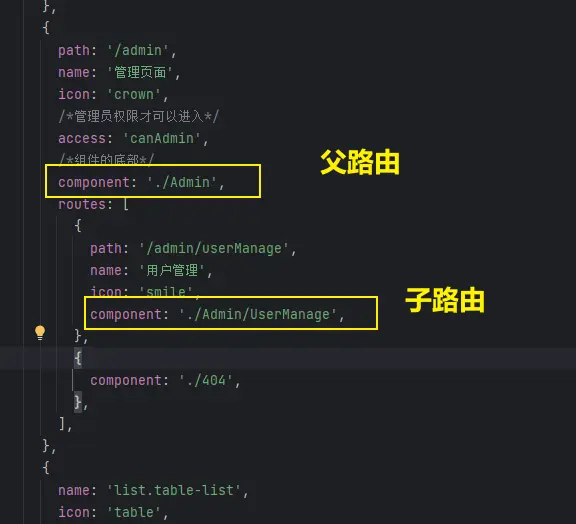 },
{
path: '/admin',
name: '管理页面',
icon: 'crown',
/*管理员权限才可以进入*/
access: 'canAdmin',
/*组件的底部*/
父路由
component: './Admin',
routes: [
{
path: '/admin/userManage',
name: '用户管理',
icon: 'smile',
子路由
component: './Admin/UserManage',
},
{
component: './404',
},
],
},
{
name: 'list.table-list',
icon: 'table',